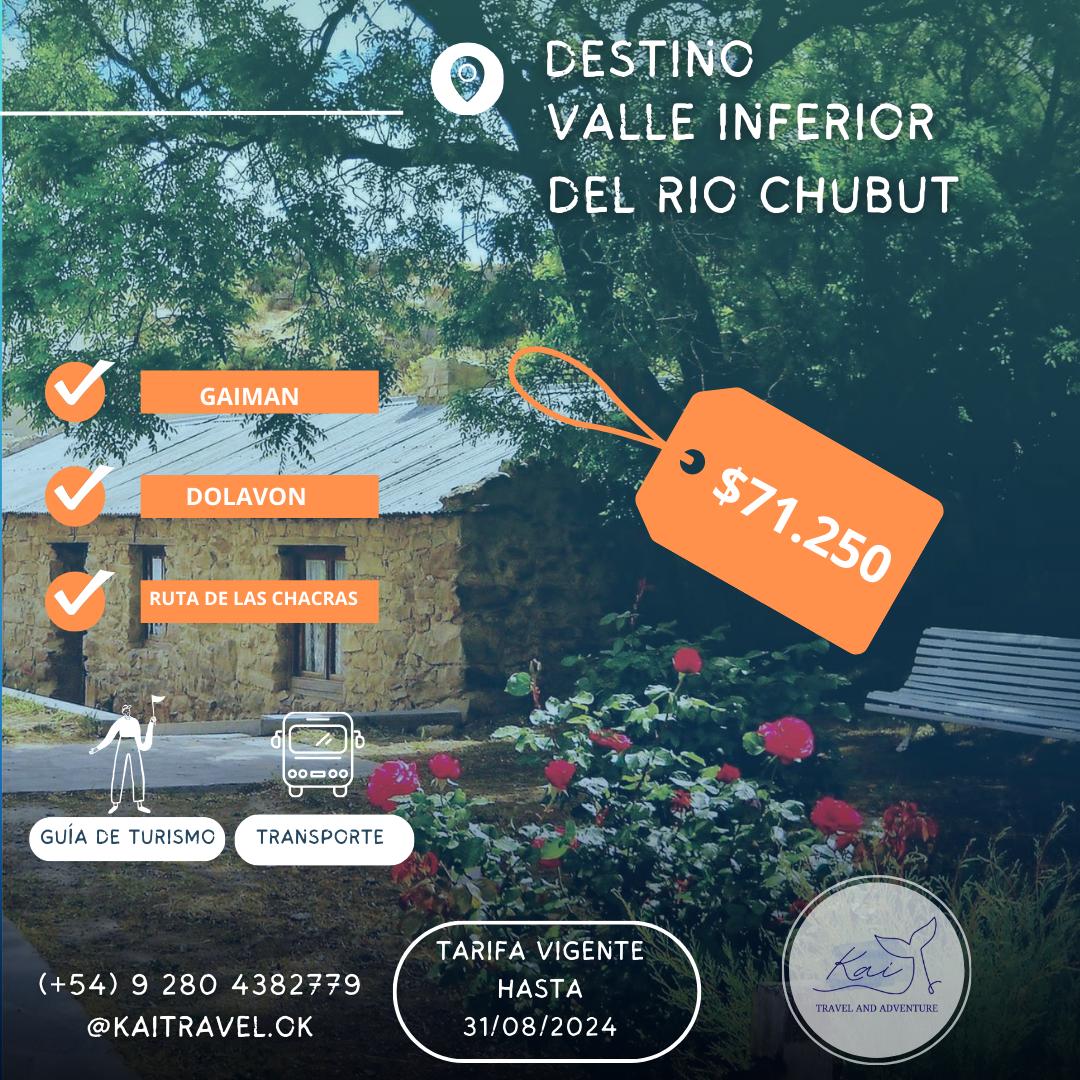 DESTINO
VALLE INFERIOR
DEL RIO CHUBUT
GAIMAN
DOLAVON
RUTA DE LAS CHACRAS
$71.250
GUÍA DE TURISMO
TRANSPORTE
TARIFA VIGENTE
HASTA
31/08/2024
(+54) 9 280 4382779
@KAITRAVEL.OK
Kai
TRAVEL AND ADVENTURE